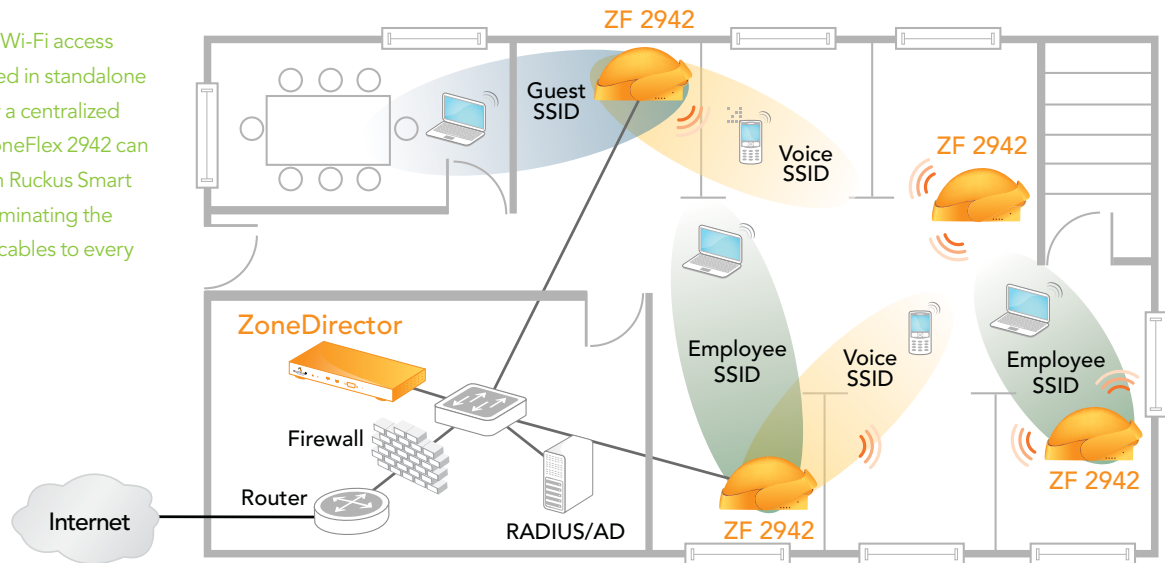 Wi-Fi access
ed in standalone
a centralized
oneFlex 2942 can
Ruckus Smart
minating the
cables to every
ZF 2942
Guest
SSID
Voice
SSID
ZF 2942
ZoneDirector
Employee
SSID
Voice
SSID
Employee
SSID
Firewall
Router
Internet
RADIUS/AD
ZF 2942
ZF 2942